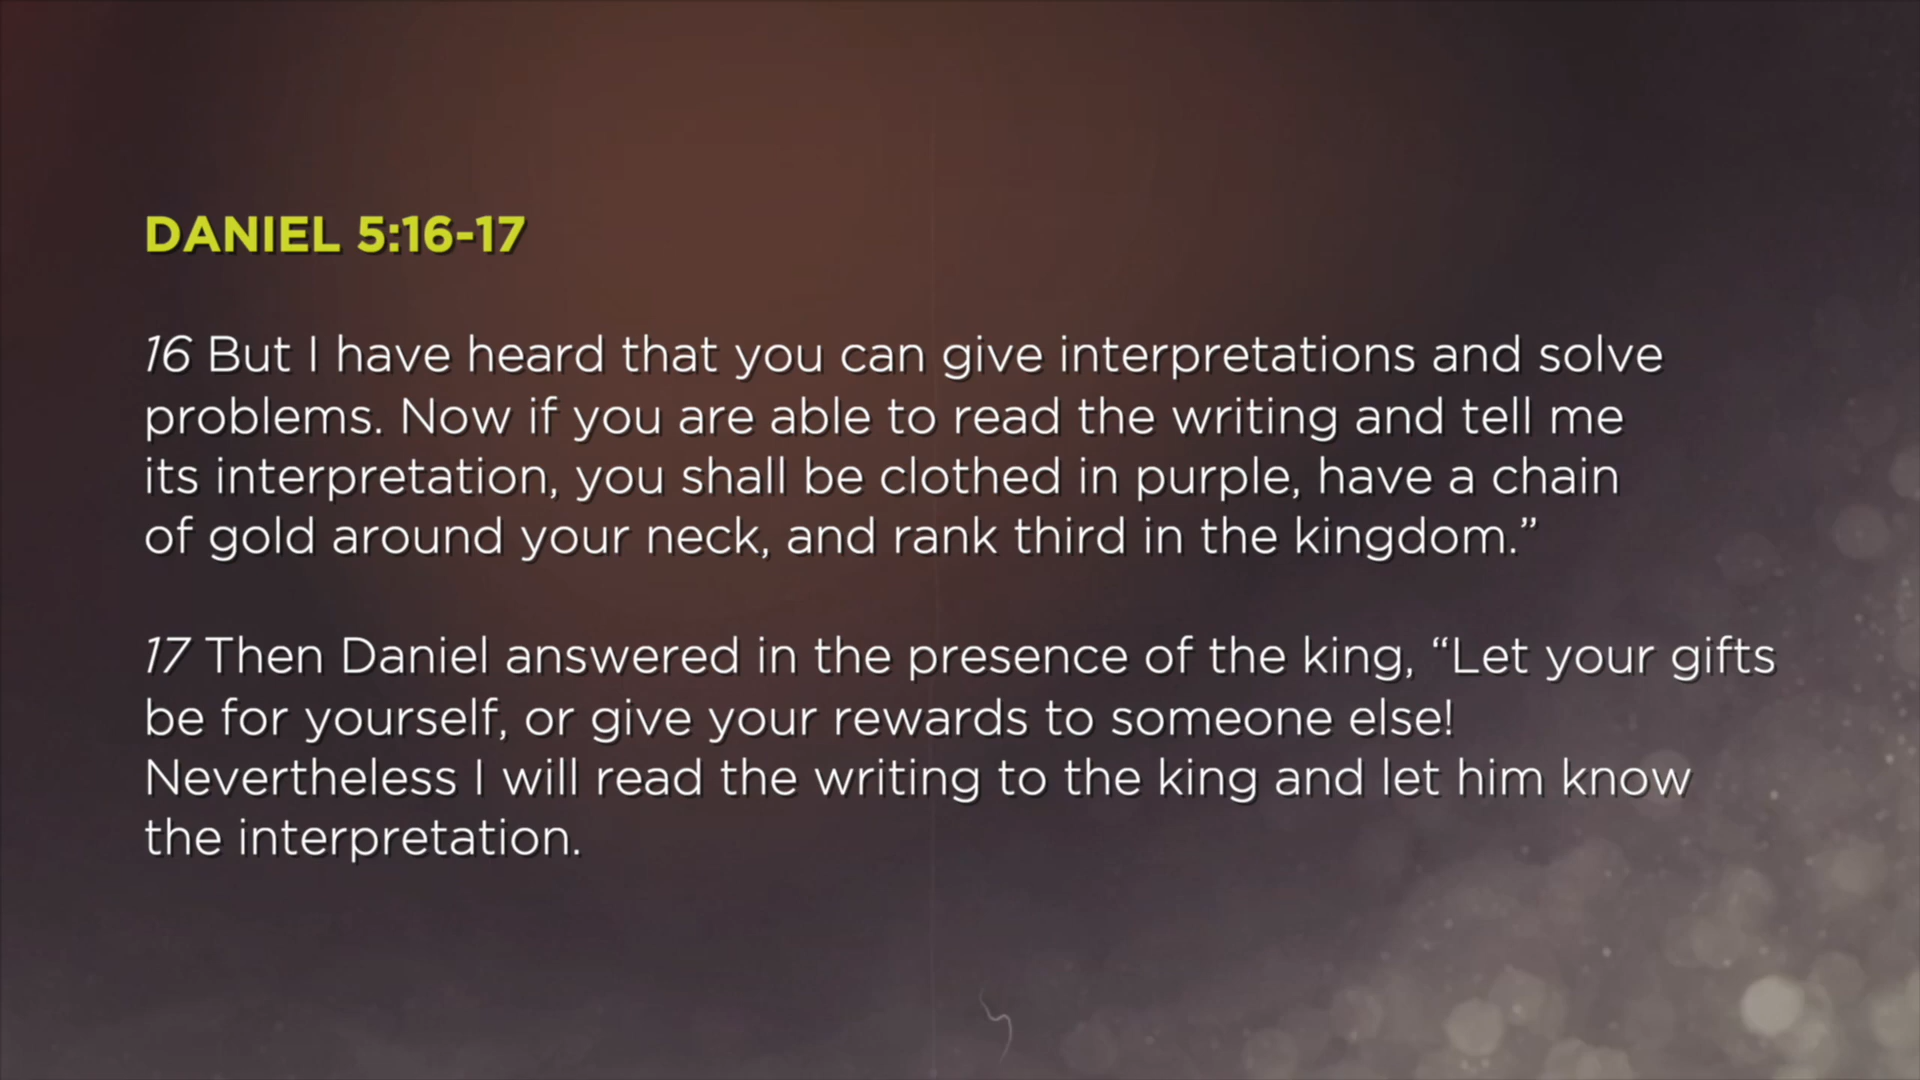 DANIEL 5:16-17
16 But I have heard that you can give interpretations and solve
problems. Now if you are able to read the writing and tell me
its interpretation, you shall be clothed in purple, have a chain
of gold around your neck, and rank third in the kingdom.”
17 Then Daniel answered in the presence of the king, “Let your gifts
be for yourself, or give your rewards to someone else!
Nevertheless I will read the writing to the king and let him know
the interpretation.